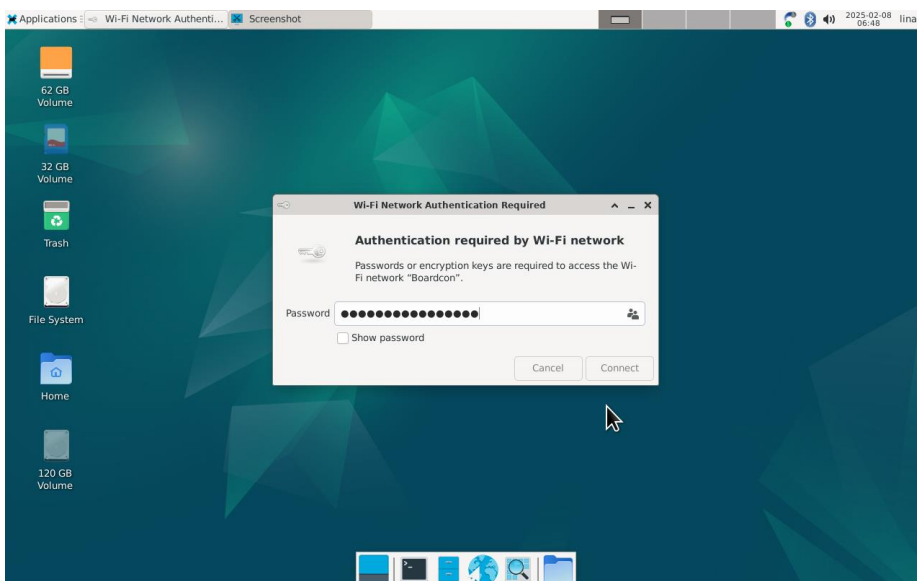 Applications
Wi-Fi Network Authenti...
Screenshot
2025-02-08
06:48
lina
62 GB
Volume
32 GB
Volume
Trash
File System
Home
120 GB
Volume
Wi-Fi Network Authentication Required
Authentication required by Wi-Fi network
Passwords or encryption keys are required to access the Wi-
Fi network “Boardcon”.
Password ●●●●●●●●●●●●●●●●
Show password
Cancel
Connect